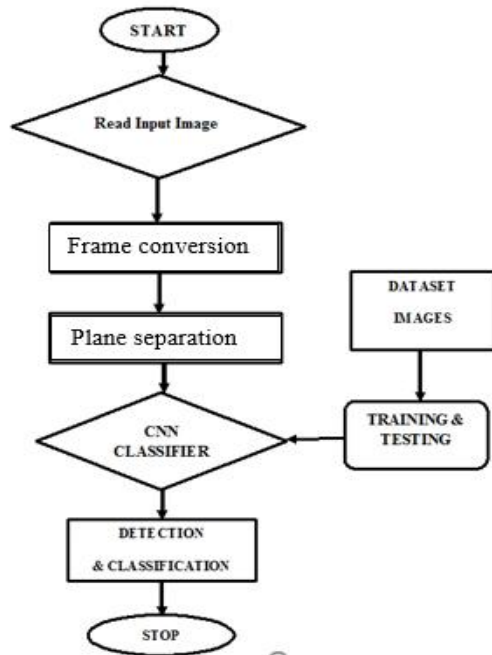 START
Read Input Image
Frame conversion
Plane separation
DATASET
IMAGES
TRAINING &
TESTING
CNN
CLASSIFIER
DETECTION
& CLASSIFICATION
STOP